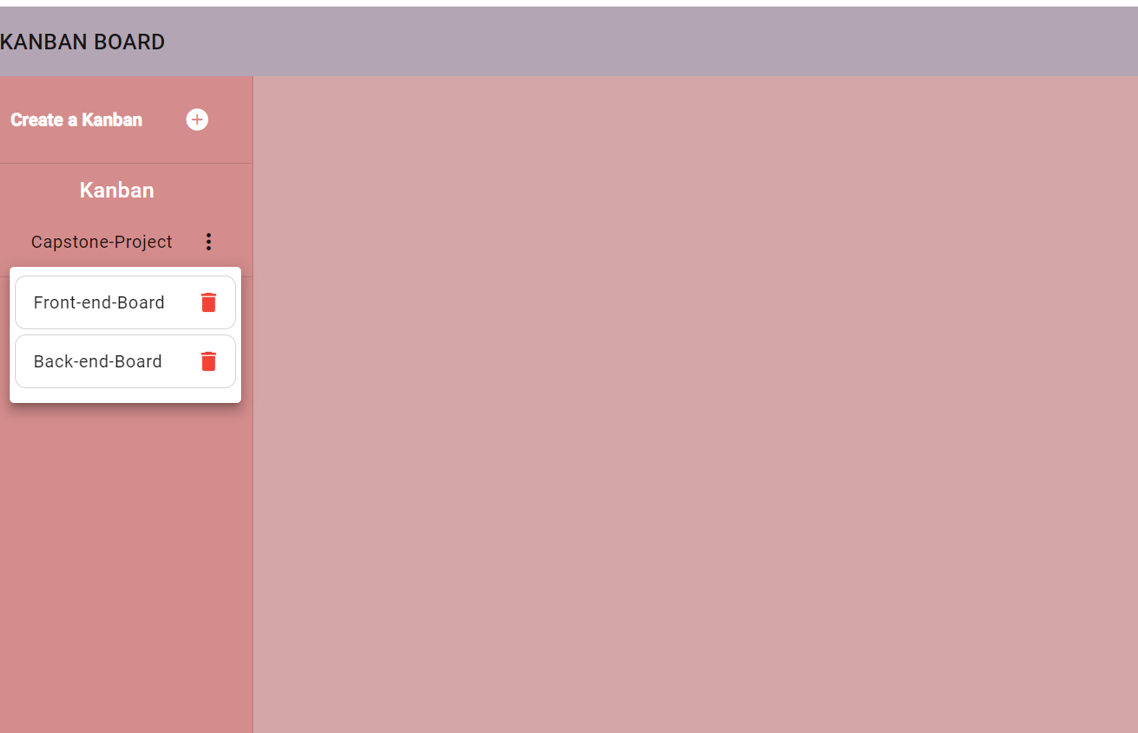 KANBAN BOARD
Create a Kanban
Kanban
Capstone-Project
Front-end-Board
Back-end-Board